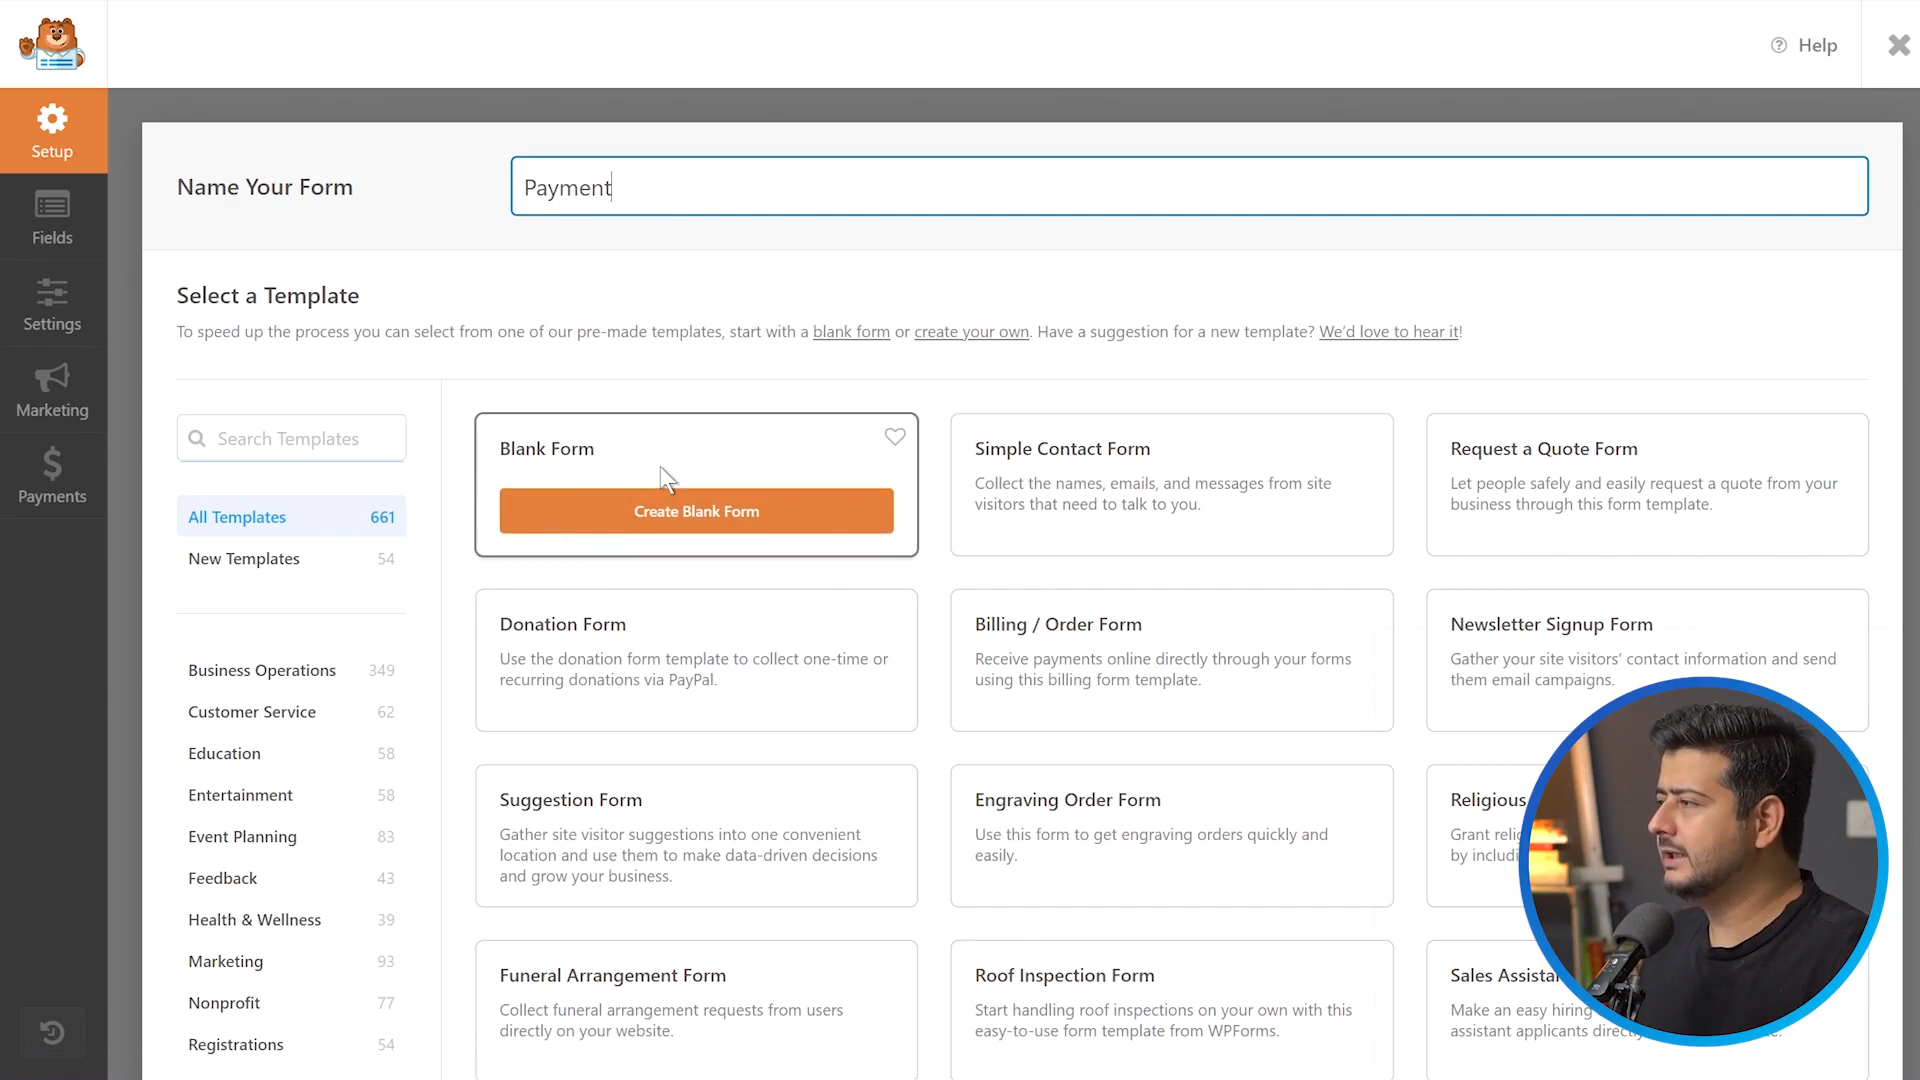 Help
Setup
Fields
Settings
Marketing
Payments
Name Your Form
Payment
Select a Template
To speed up the process you can select from one of our pre-made templates, start with a blank form or create your own. Have a suggestion for a new template? We'd love to hear it!
Search Templates
All Templates 661
New Templates 54
Business Operations 349
Customer Service 62
Education 58
Entertainment 58
Event Planning 83
Feedback 43
Health & Wellness 39
Marketing 93
Nonprofit 77
Registrations 54
Blank Form
Create Blank Form
Simple Contact Form
Collect the names, emails, and messages from site
visitors that need to talk to you.
Request a Quote Form
Let people safely and easily request a quote from your
business through this form template.
Donation Form
Use the donation form template to collect one-time or
recurring donations via PayPal.
Billing / Order Form
Receive payments online directly through your forms
using this billing form template.
Newsletter Signup Form
Gather your site visitors' contact information and send
them email campaigns.
Suggestion Form
Gather site visitor suggestions into one convenient
location and use them to make data-driven decisions
and grow your business.
Engraving Order Form
Use this form to get engraving orders quickly and
easily.
Religious
Grant
by
Funeral Arrangement Form
Collect funeral arrangement requests from users
directly on your website.
Roof Inspection Form
Start handling roof inspections on your own with this
easy-to-use form template from WPForms.
Sales
Make an easy hiring
assistant applicants